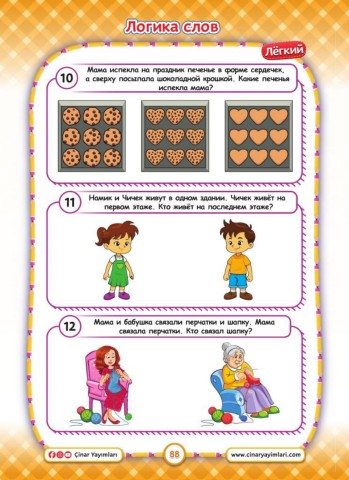 Логика слов
Лёгкий
10
Мама испекла на праздник печенье в форме сердечек,
а сверху посыпала шоколадной крошкой. Какие печенья
испекла мама?
11
Намик и Чичек живут в одном здании. Чичек живёт на
первом этаже. Кто живёт на последнем этаже?
12
Мама и бабушка связали перчатки и шапку. Мама
связала перчатки. Кто связал шапку?
Çınar Yayımları
88
www.cinaryayimlari.com